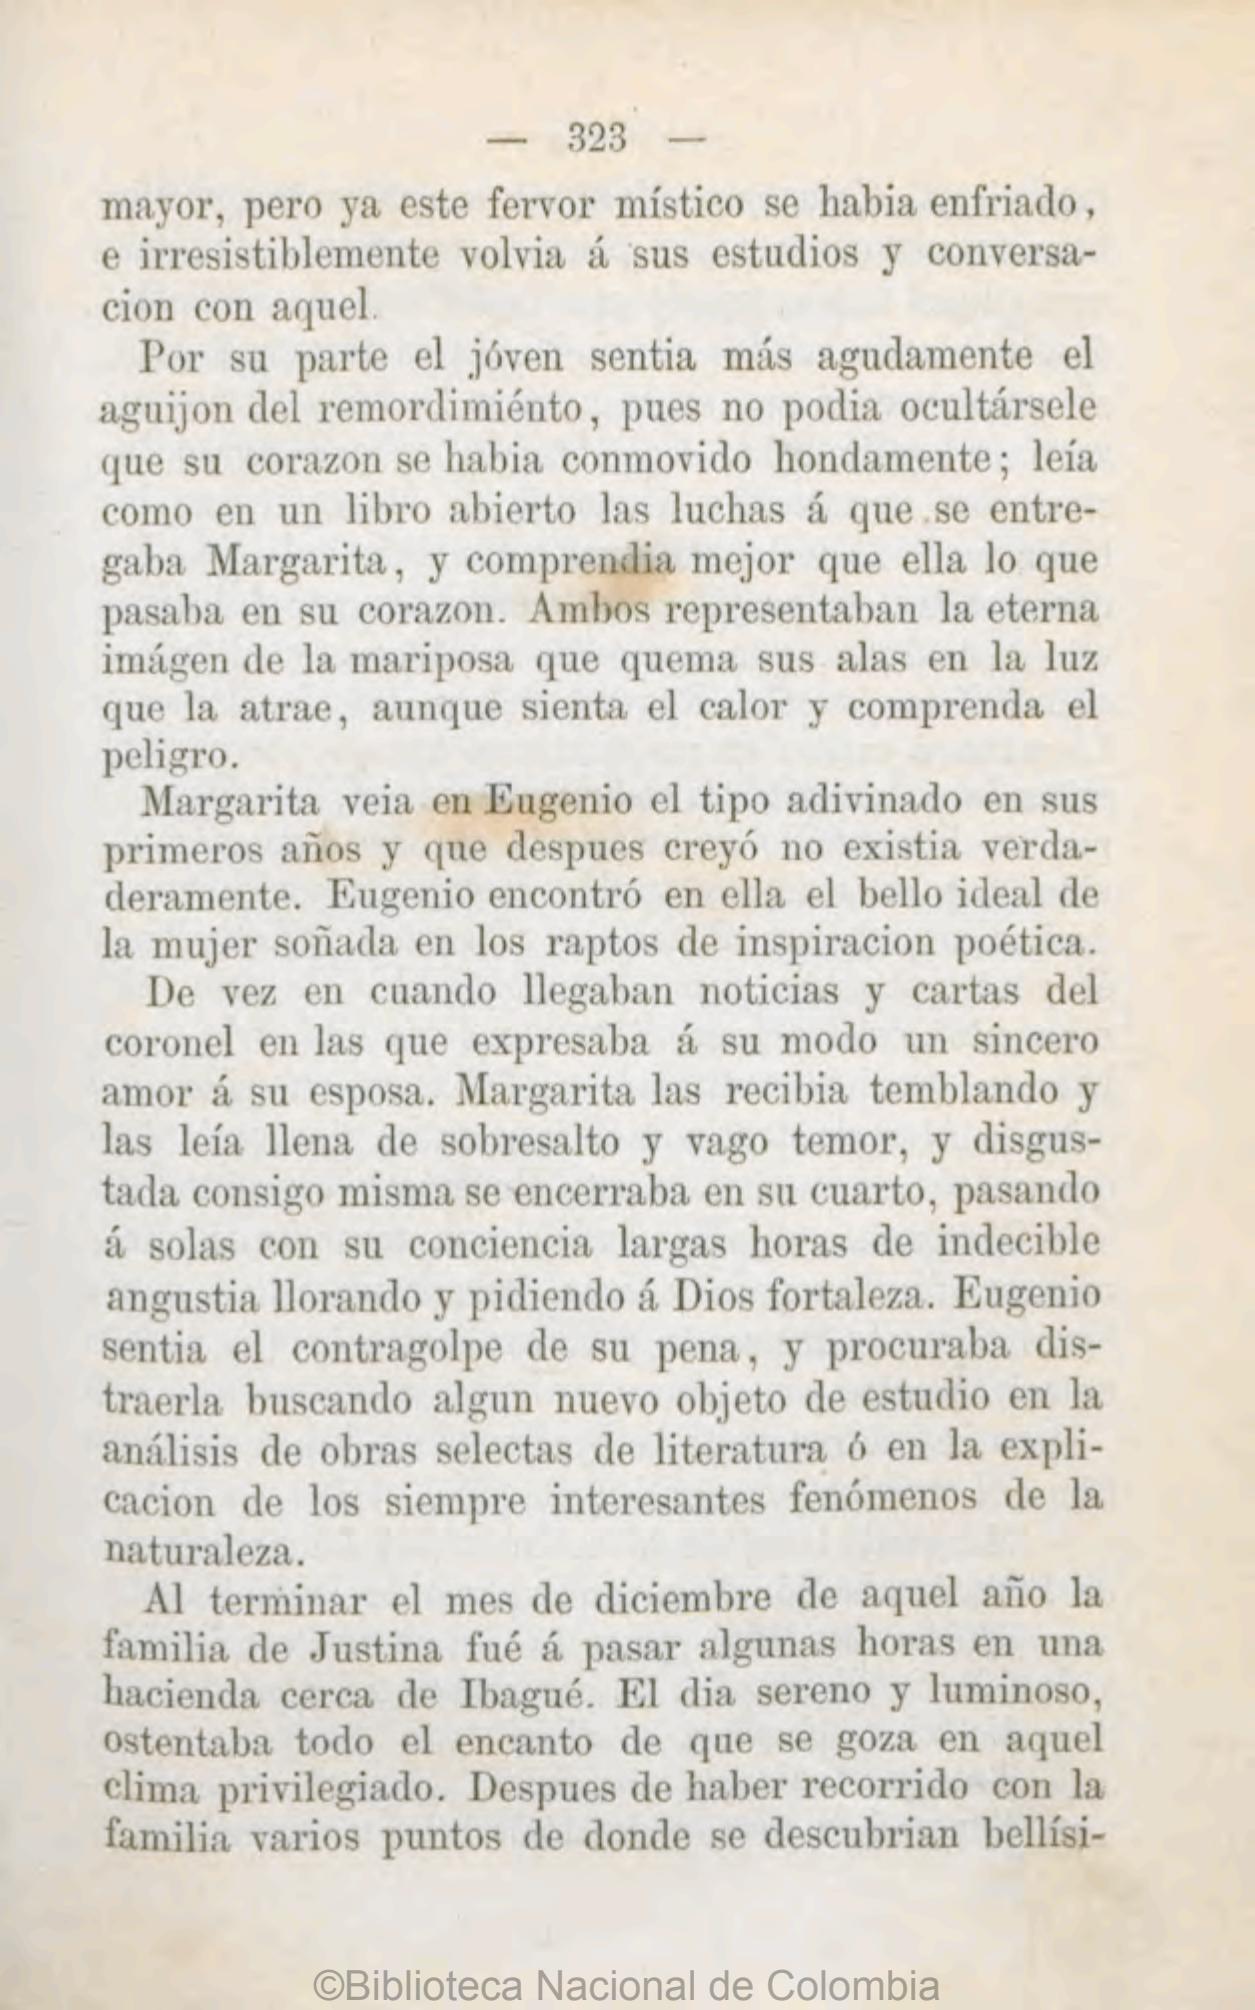 — 323 —
mayor, pero ya este fervor místico se habia enfriado,
e irresistiblemente volvia á sus estudios y conversa-
cion con aquel.
Por su parte el jóven sentia más agudamente el
aguijon del remordimiénto, pues no podia ocultársele
que su corazon se habia conmovido hondamente; leía
como en un libro abierto las luchas á que se entre-
gaba Margarita, y comprendia mejor que ella lo que
pasaba en su corazon. Ambos representaban la eterna
imágen de la mariposa que quema sus alas en la luz
que la atrae, aunque sienta el calor y comprenda el
peligro.
Margarita veia en Eugenio el tipo adivinado en sus
primeros años y que despues creyó no existia verda-
deramente. Eugenio encontró en ella el bello ideal de
la mujer soñada en los raptos de inspiracion poética.
De vez en cuando llegaban noticias y cartas del
coronel en las que expresaba á su modo un sincero
amor á su esposa. Margarita las recibia temblando y
las leía llena de sobresalto y vago temor, y disgus-
tada consigo misma se encerraba en su cuarto, pasando
á solas con su conciencia largas horas de indecible
angustia llorando y pidiendo á Dios fortaleza. Eugenio
sentia el contragolpe de su pena, y procuraba dis-
traerla buscando algun nuevo objeto de estudio en la
análisis de obras selectas de literatura ó en la expli-
cacion de los siempre interesantes fenómenos de la
naturaleza.
Al terminar el mes de diciembre de aquel año la
familia de Justina fué á pasar algunas horas en una
hacienda cerca de Ibagué. El dia sereno y luminoso,
ostentaba todo el encanto de que se goza en aquel
clima privilegiado. Despues de haber recorrido con la
familia varios puntos de donde se descubrian bellísi-
©Biblioteca Nacional de Colombia